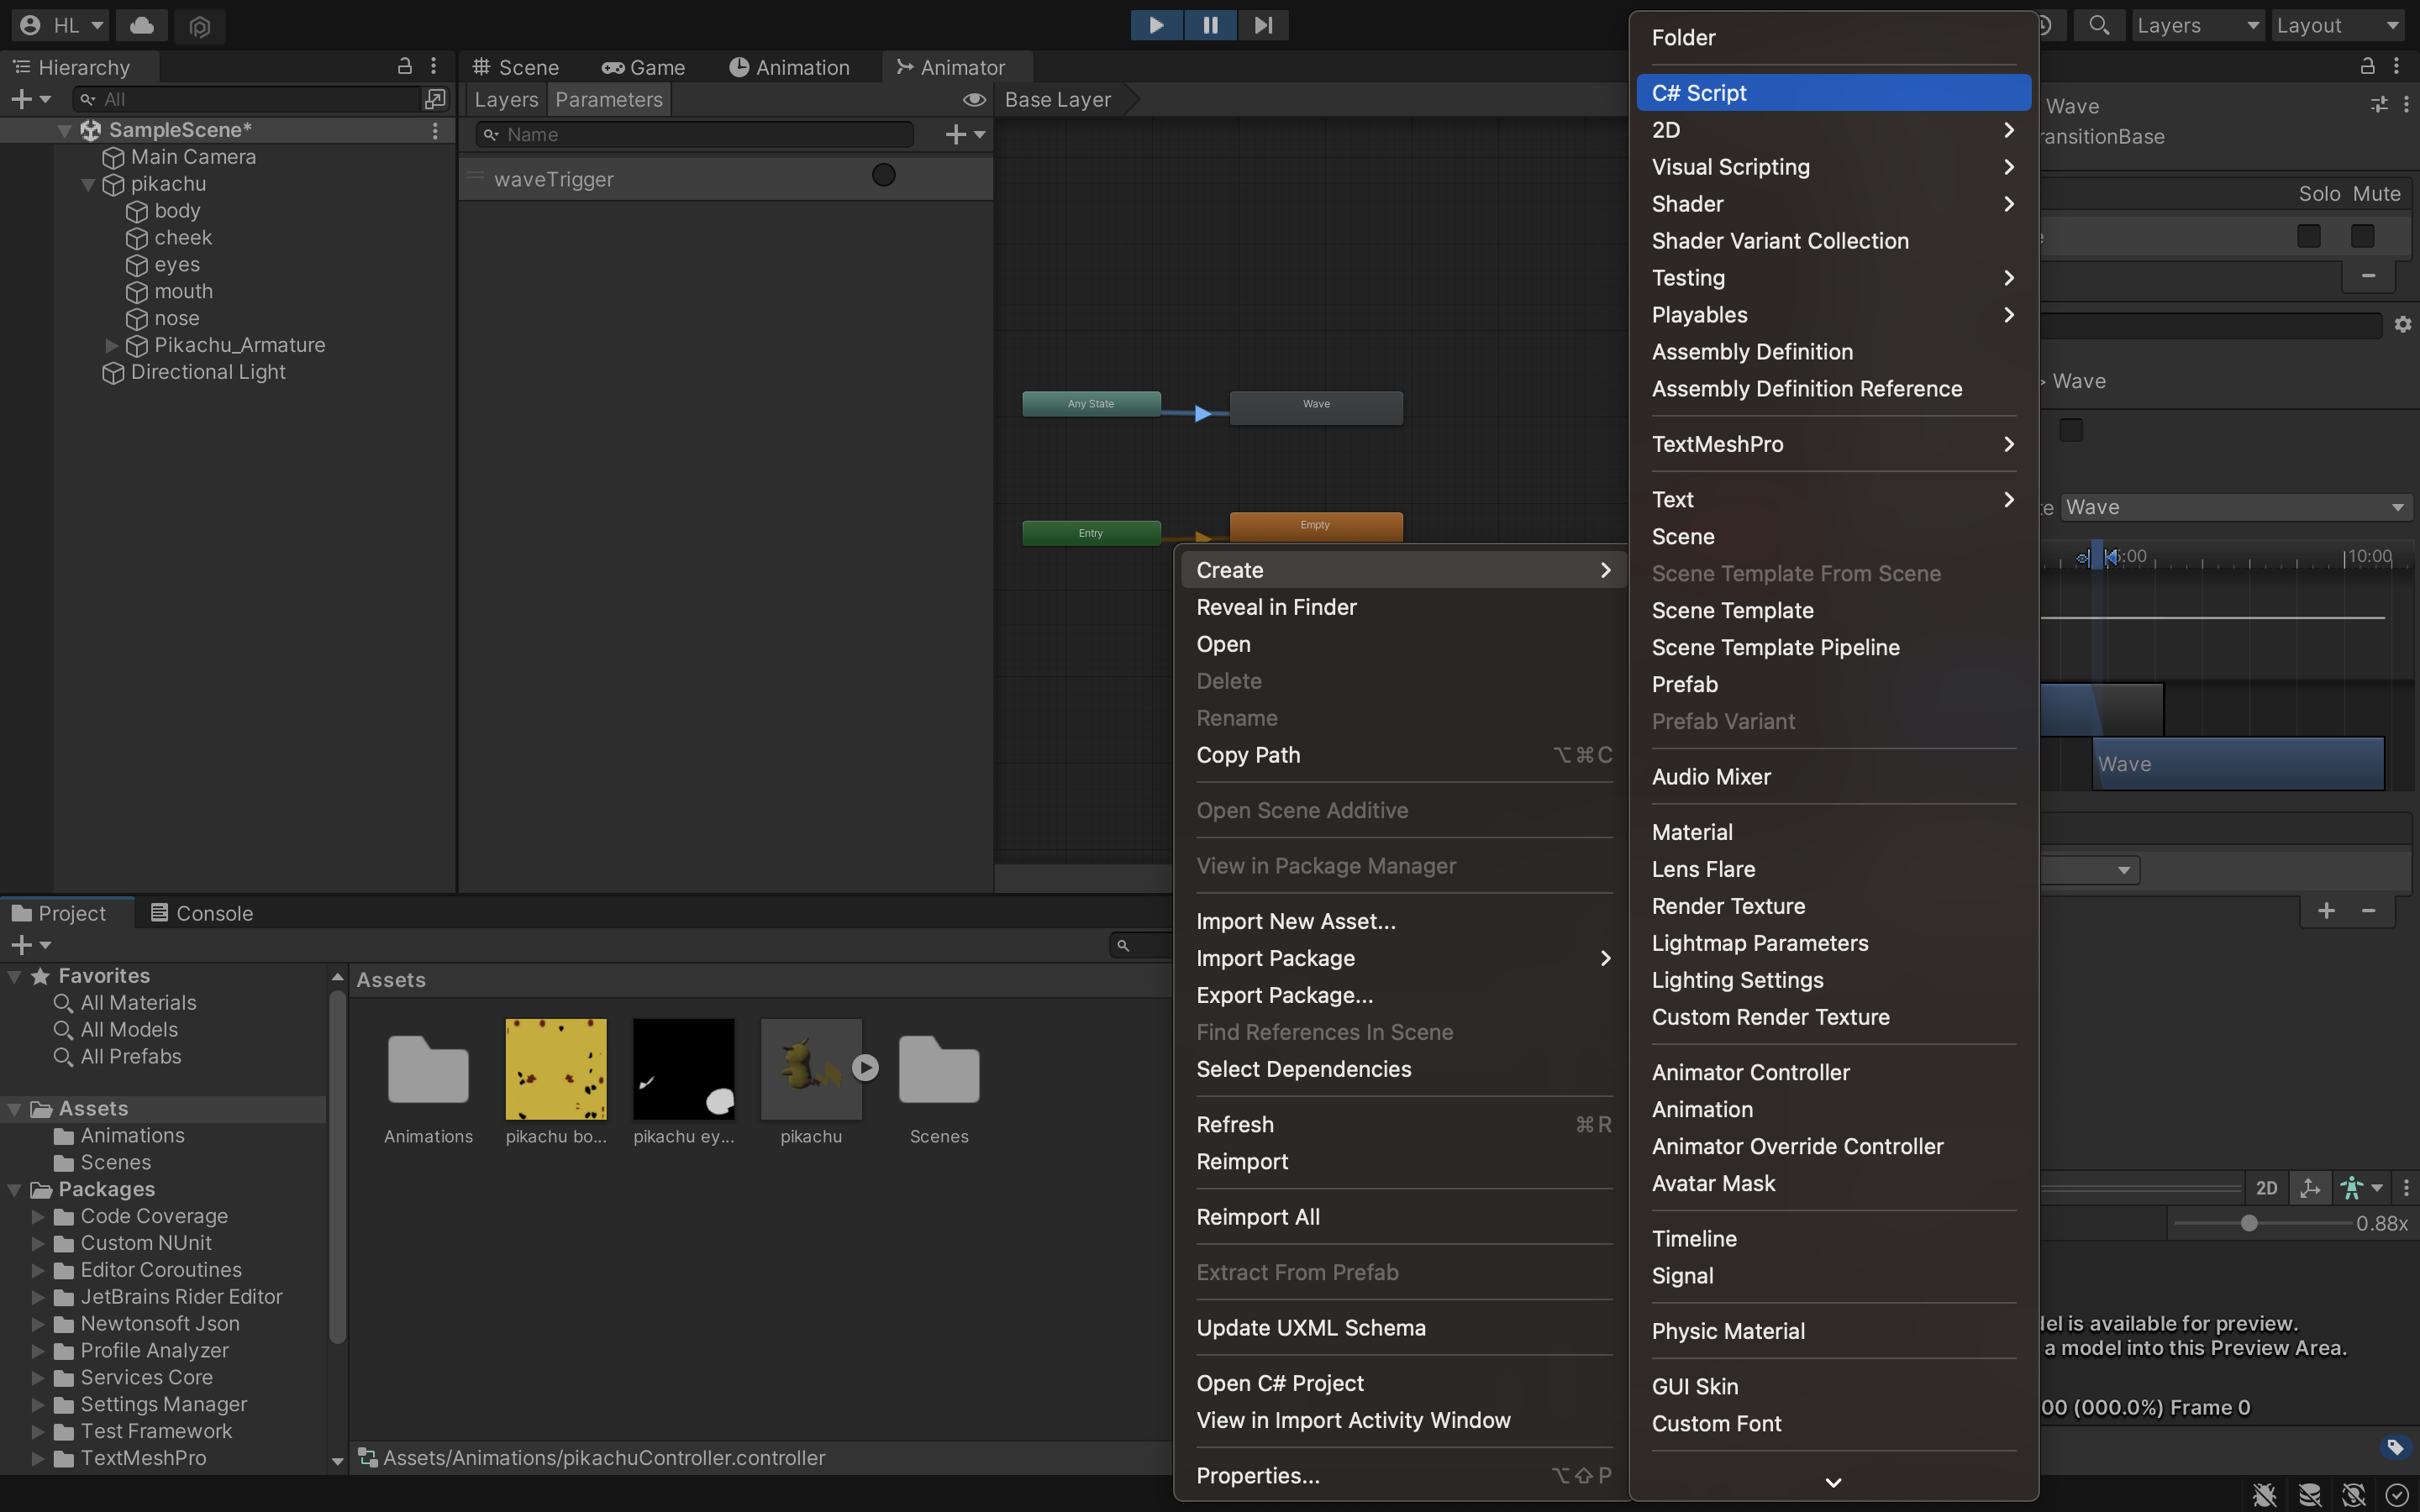 HL
Layers
Layout
Hierarchy
All
SampleScene*
Main Camera
pikachu
body
cheek
eyes
mouth
nose
Pikachu_Armature
Directional Light
Scene
Game
Animation
Animator
Layers
Parameters
Base Layer
Name
waveTrigger
Any State
Wave
Entry
Empty
Create
Reveal in Finder
Open
Delete
Rename
Copy Path ⌥⌘C
Open Scene Additive
View in Package Manager
Import New Asset...
Import Package
Export Package...
Find References In Scene
Select Dependencies
Refresh ⌘R
Reimport
Reimport All
Extract From Prefab
Update UXML Schema
Open C# Project
View in Import Activity Window
Properties... ⌥⇧P
Folder
C# Script
2D
Visual Scripting
Shader
Shader Variant Collection
Testing
Playables
Assembly Definition
Assembly Definition Reference
TextMeshPro
Text
Scene
Scene Template From Scene
Scene Template
Scene Template Pipeline
Prefab
Prefab Variant
Audio Mixer
Material
Lens Flare
Render Texture
Lightmap Parameters
Lighting Settings
Custom Render Texture
Animator Controller
Animation
Animator Override Controller
Avatar Mask
Timeline
Signal
Physic Material
GUI Skin
Custom Font
Wave
ansitionBase
Solo Mute
Wave
Wave
:00
10:00
Wave
2D
0.88x
el is available for preview.
a model into this Preview Area.
00 (000.0%) Frame 0
Project
Console
Favorites
All Materials
All Models
All Prefabs
Assets
Animations
Scenes
Packages
Code Coverage
Custom NUnit
Editor Coroutines
JetBrains Rider Editor
Newtonsoft Json
Profile Analyzer
Services Core
Settings Manager
Test Framework
TextMeshPro
Assets
Animations
pikachu bo...
pikachu ey...
pikachu
Scenes
Assets/Animations/pikachuController.controller